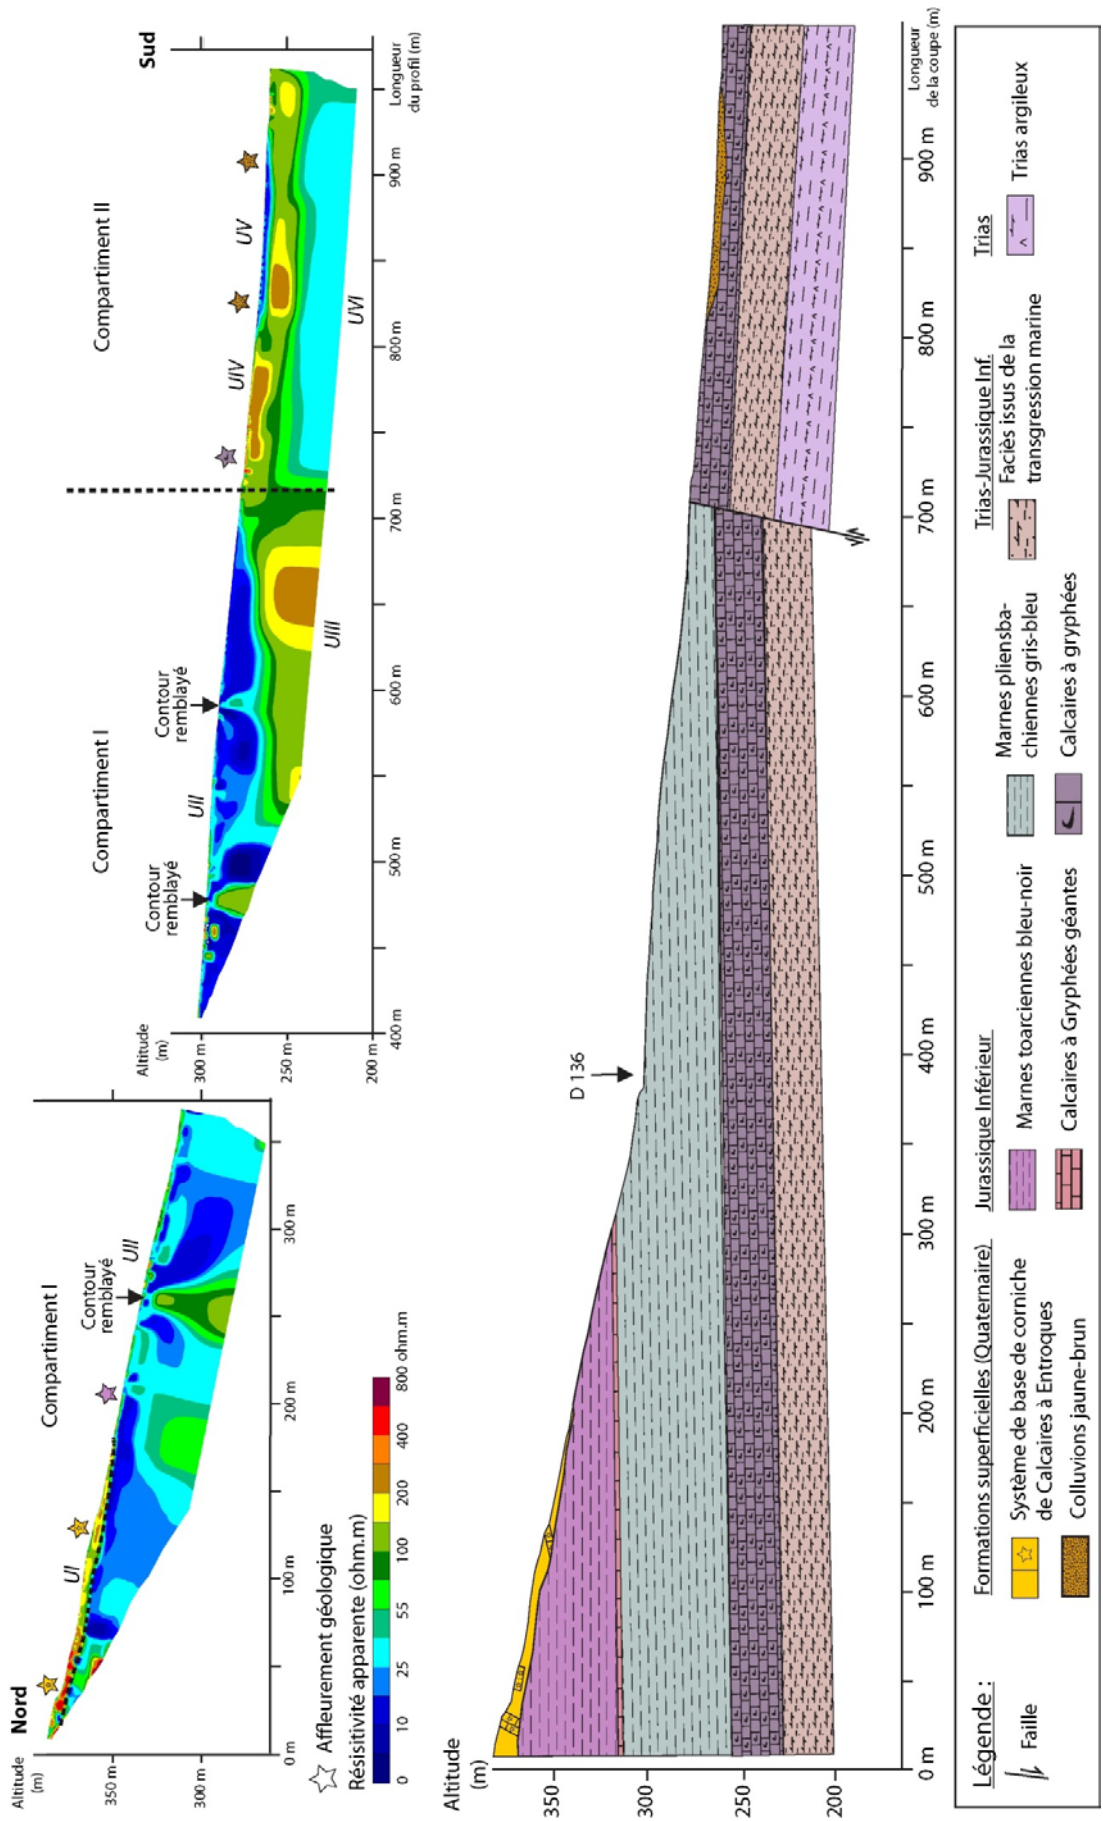 Nord
Sud
Altitude
(m)
350 m
300 m
0 m
100 m
200 m
300 m
Compartiment I
UI
UII
Contour
remblayé
Altitude
(m)
300 m
250 m
200 m
400 m
500 m
600 m
700 m
800 m
900 m
Longueur
du profil (m)
Compartiment I
Compartiment II
Contour
remblayé
Contour
remblayé
UII
UIII
UIV
UV
UVI
Affleurement géologique
Résisitivité apparente (ohm.m)
0
10
25
55
100
200
400
800 ohm.m
Altitude
(m)
350
300
250
200
D 136
0 m
100 m
200 m
300 m
400 m
500 m
600 m
700 m
800 m
900 m
Longueur
de la coupe (m)
Légende :
Faille
Formations superficielles (Quaternaire)
Système de base de corniche
de Calcaires à Entroques
Colluvions jaune-brun
Jurassique Inférieur
Marnes toarciennes bleu-noir
Calcaires à Gryphées géantes
Marnes pliensba-
chiennes gris-bleu
Calcaires à gryphées
Trias-Jurassique Inf.
Faciès issus de la
transgression marine
Trias
Trias argileux